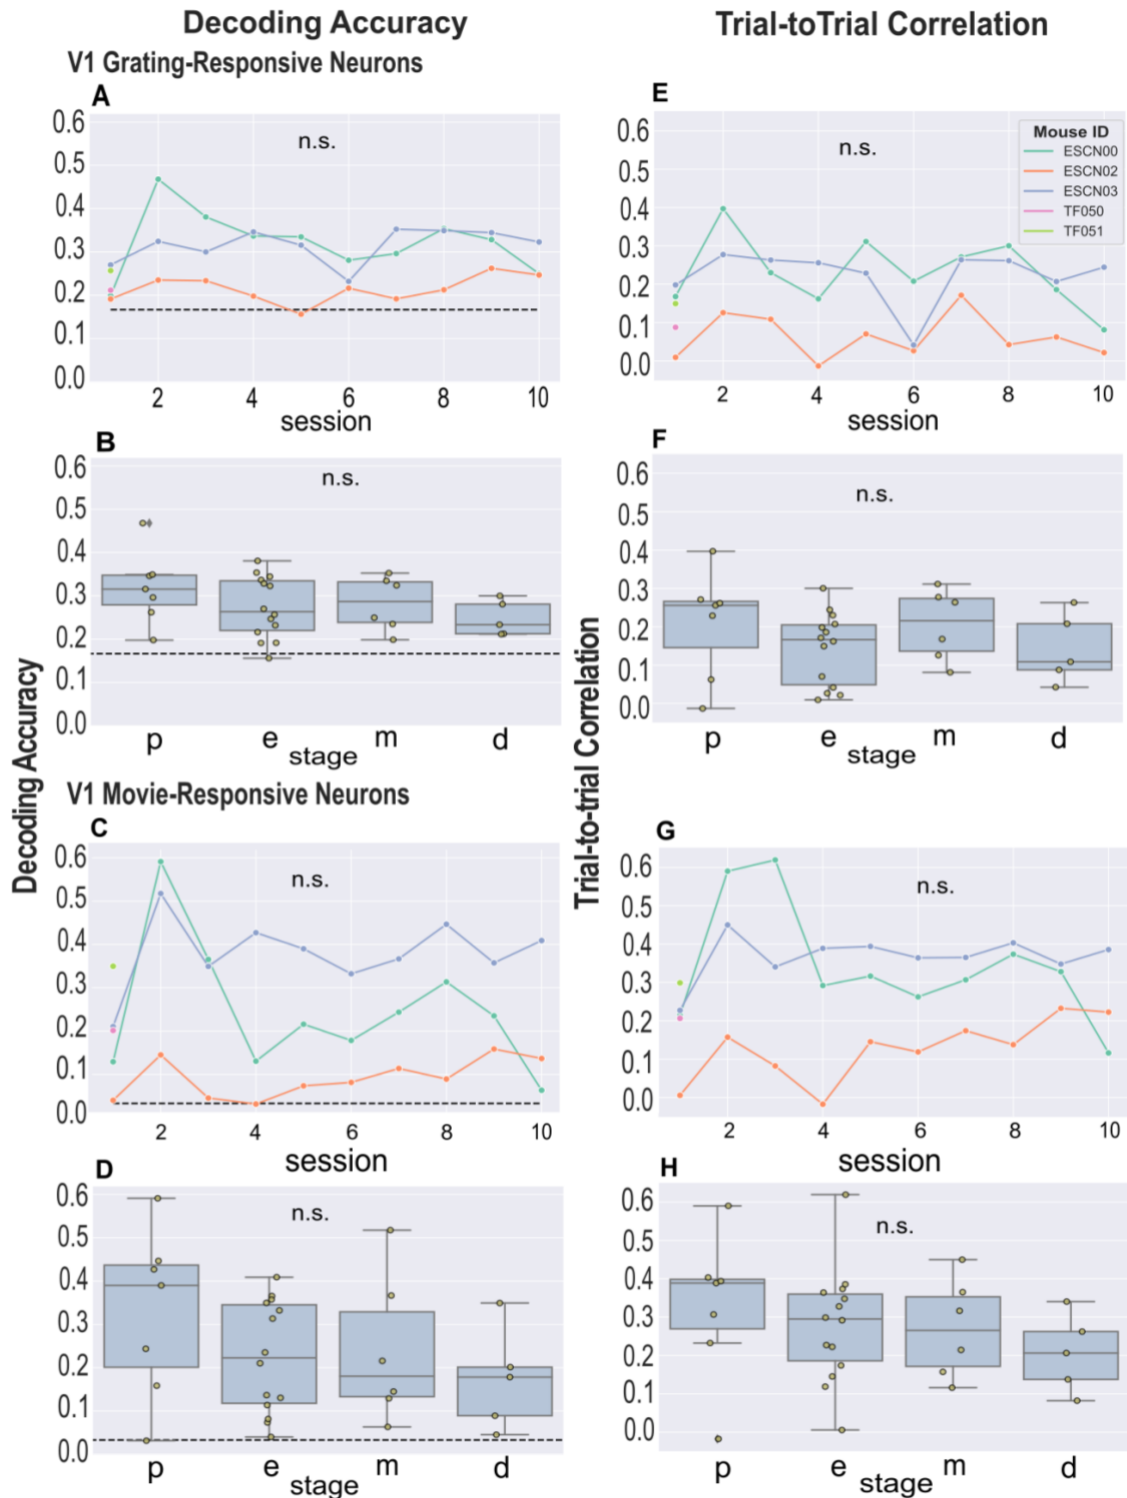 Decoding Accuracy
Trial-toTrial Correlation
V1 Grating-Responsive Neurons
A
0.6
0.5
0.4
0.3
0.2
0.1
0.0
n.s.
2
4
6
8
10
session
E
0.6
0.5
0.4
0.3
0.2
0.1
0.0
n.s.
Mouse ID
ESCN00
ESCN02
ESCN03
TF050
TF051
2
4
6
8
10
session
B
0.6
0.5
0.4
0.3
0.2
0.1
0.0
n.s.
p
e
m
d
stage
F
0.6
0.5
0.4
0.3
0.2
0.1
0.0
n.s.
p
e
m
d
stage
Decoding Accuracy
Trial-to-trial Correlation
V1 Movie-Responsive Neurons
C
0.6
0.5
0.4
0.3
0.2
0.1
0.0
n.s.
2
4
6
8
10
session
G
0.6
0.5
0.4
0.3
0.2
0.1
0.0
n.s.
2
4
6
8
10
session
D
0.6
0.5
0.4
0.3
0.2
0.1
0.0
n.s.
p
e
m
d
stage
H
0.6
0.5
0.4
0.3
0.2
0.1
0.0
n.s.
p
e
m
d
stage